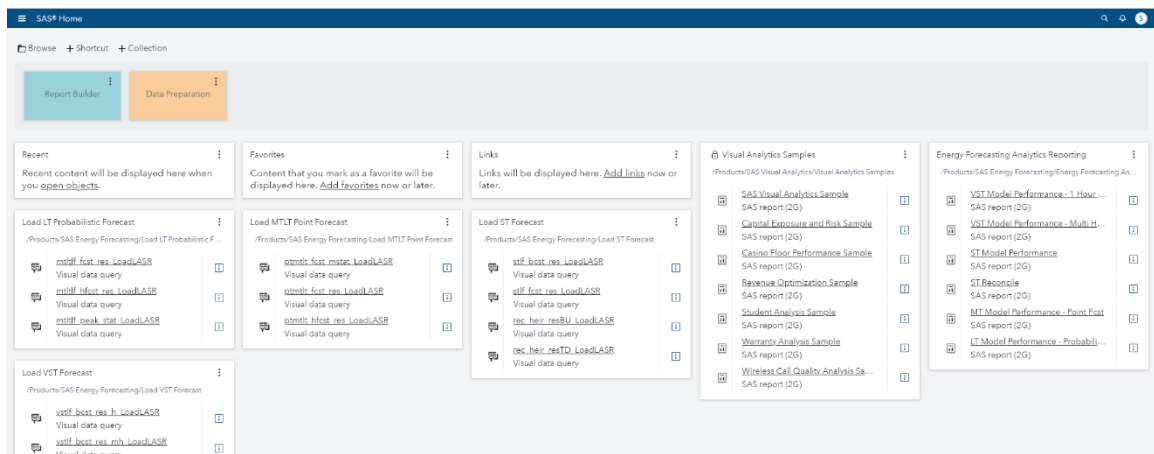 SAS® Home
S
Browse + Shortcut + Collection
Report Builder
Data Preparation
Recent
Recent content will be displayed here when
you open objects.
Favorites
Content that you mark as a favorite will be
displayed here. Add favorites now or later.
Links
Links will be displayed here. Add links now or
later.
Visual Analytics Samples
/Products/SAS Visual Analytics/Visual Analytics Samples
SAS Visual Analytics Sample
SAS report (2G)
Capital Exposure and Risk Sample
SAS report (2G)
Casino Floor Performance Sample
SAS report (2G)
Revenue Optimization Sample
SAS report (2G)
Student Analysis Sample
SAS report (2G)
Warranty Analysis Sample
SAS report (2G)
Wireless Call Quality Analysis Sa...
SAS report (2G)
Energy Forecasting Analytics Reporting
/Products/SAS Energy Forecasting/Energy Forecasting An...
VST Model Performance - 1 Hour ...
SAS report (2G)
VST Model Performance - Multi H...
SAS report (2G)
ST Model Performance
SAS report (2G)
ST Reconcile
SAS report (2G)
MT Model Performance - Point Fcst
SAS report (2G)
LT Model Performance - Probabili...
SAS report (2G)
Load LT Probabilistic Forecast
/Products/SAS Energy Forecasting/Load LT Probabilistic F...
mtltlf_fcst_res_LoadLASR
Visual data query
mtltlf_hfcst_res_LoadLASR
Visual data query
mtltlf_peak_stat_LoadLASR
Visual data query
Load MTLT Point Forecast
/Products/SAS Energy Forecasting/Load MTLT Point Forecast
ptmtlt_fcst_mstat_LoadLASR
Visual data query
ptmtlt_fcst_res_LoadLASR
Visual data query
ptmtlt_hfcst_res_LoadLASR
Visual data query
Load ST Forecast
/Products/SAS Energy Forecasting/Load ST Forecast
stlf_bcst_res_LoadLASR
Visual data query
stlf_fcst_res_LoadLASR
Visual data query
rec_heir_resBU_LoadLASR
Visual data query
rec_heir_resTD_LoadLASR
Visual data query
Load VST Forecast
/Products/SAS Energy Forecasting/Load VST Forecast
vstlf_bcst_res_h_LoadLASR
Visual data query
vstlf_bcst_res_mh_LoadLASR
Visual data query